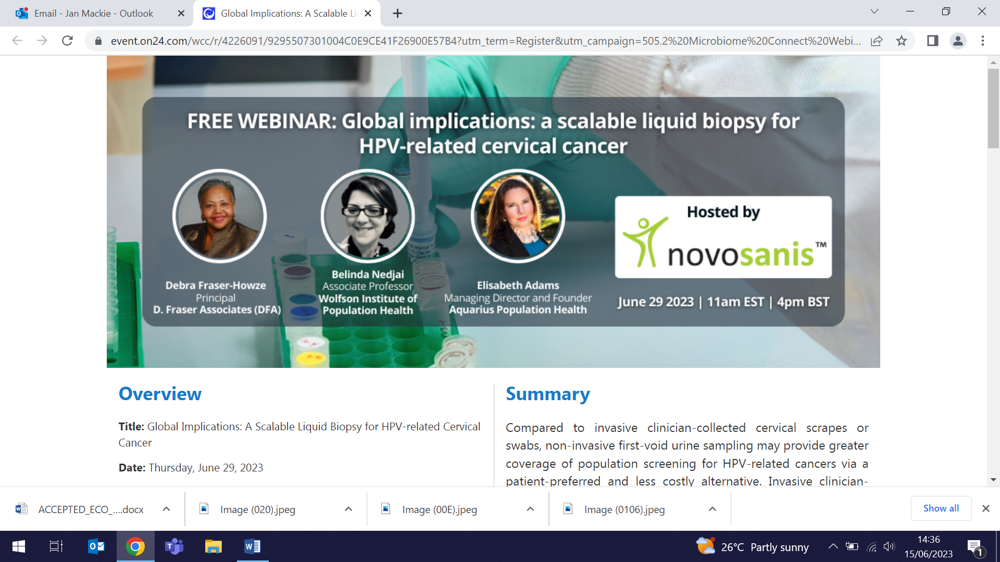 Email - Jan Mackie - Outlook
Global Implications: A Scalable Li
event.on24.com/wcc/r/4226091/9295507301004C0E9CE41F26900E57B4?utm_term=Register&utm_campaign=505.2%20Microbiome%20Connect%20Webi...
FREE WEBINAR: Global implications: a scalable liquid biopsy for
HPV-related cervical cancer
Debra Fraser-Howze
Principal
D. Fraser Associates (DFA)
Belinda Nedjai
Associate Professor
Wolfson Institute of
Population Health
Elisabeth Adams
Managing Director and Founder
Aquarius Population Health
Hosted by
novosanis™
June 29 2023 | 11am EST | 4pm BST
Overview
Title: Global Implications: A Scalable Liquid Biopsy for HPV-related Cervical
Cancer
Date: Thursday, June 29, 2023
Summary
Compared to invasive clinician-collected cervical scrapes or
swabs, non-invasive first-void urine sampling may provide greater
coverage of population screening for HPV-related cancers via a
patient-preferred and less costly alternative. Invasive clinician-
ACCEPTED_ECO_....docx
Image (020).jpeg
Image (00E).jpeg
Image (0106).jpeg
Show all
26°C Partly sunny
14:36
15/06/2023
1